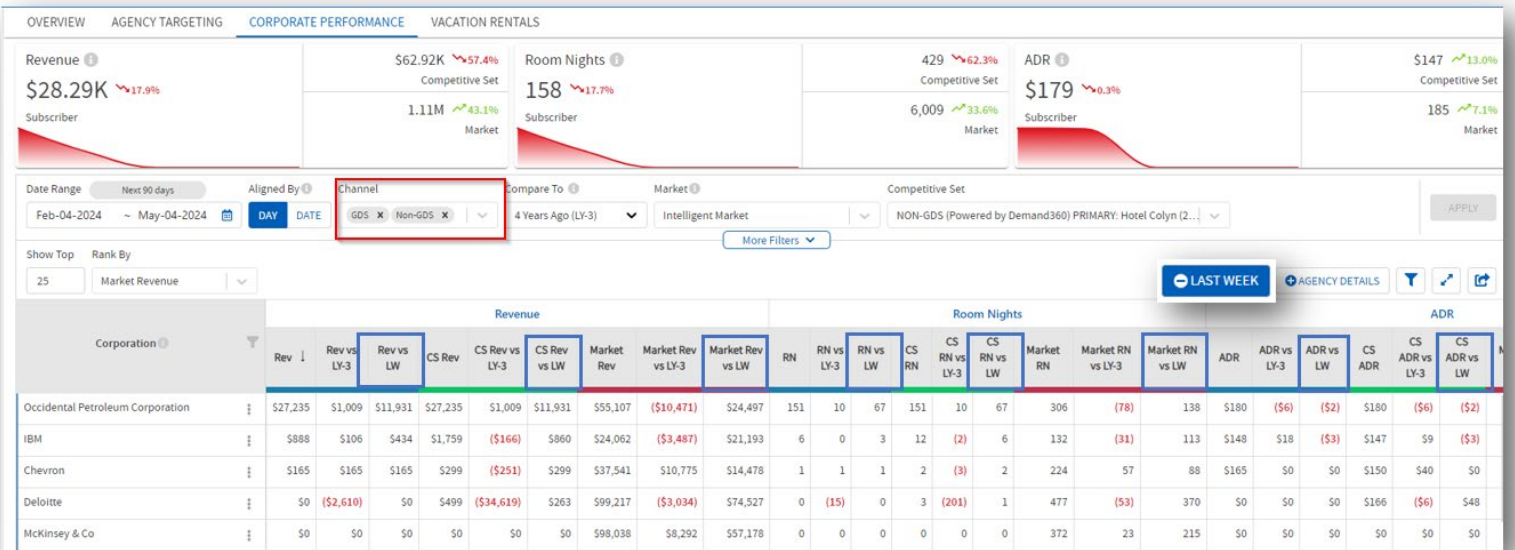 OVERVIEW AGENCY TARGETING CORPORATE PERFORMANCE VACATION RENTALS
Revenue $62.92K 57.4% Room Nights 429 62.3% ADR $147 13.0%
Competitive Set Competitive Set Competitive Set
$28.29K 17.9% 158 17.7% $179 0.3%
1.11M 43.1% 6,009 33.6% 185 7.1%
Subscriber Market Subscriber Market Subscriber Market
Date Range Next 90 days Aligned By Channel Compare To Market Competitive Set
Feb-04-2024 ~ May-04-2024 DAY DATE GDS x Non-GDS x 4 Years Ago (LY-3) Intelligent Market NON-GDS (Powered by Demand360) PRIMARY: Hotel Colyn (2... APPLY
More Filters
Show Top Rank By
25 Market Revenue LAST WEEK AGENCY DETAILS
Revenue Room Nights ADR
Corporation Rev ↓ Rev vs LY-3 Rev vs LW CS Rev CS Rev vs LY-3 CS Rev vs LW Market Rev Market Rev vs LY-3 Market Rev vs LW RN RN vs LY-3 RN vs LW CS RN CS RN vs LY-3 CS RN vs LW Market RN Market RN vs LY-3 Market RN vs LW ADR ADR vs LY-3 ADR vs LW CS ADR CS ADR vs LY-3 CS ADR vs LW
Occidental Petroleum Corporation $27,235 $1,009 $11,931 $27,235 $1,009 $11,931 $55,107 ($10,471) $24,497 151 10 67 151 10 67 306 (78) 138 $180 ($6) ($2) $180 ($6) ($2)
IBM $888 $106 $434 $1,759 ($166) $860 $24,062 ($3,487) $21,193 6 0 3 12 (2) 6 132 (31) 113 $148 $18 ($3) $147 $9 ($3)
Chevron $165 $165 $165 $299 ($251) $299 $37,541 $10,775 $14,478 1 1 1 2 (3) 2 224 57 88 $165 $0 $0 $150 $40 $0
Deloitte $0 ($2,610) $0 $499 ($34,619) $263 $99,217 ($3,034) $74,527 0 (15) 0 3 (201) 1 477 (53) 370 $0 $0 $0 $166 ($6) $48
McKinsey & Co $0 $0 $0 $0 $0 $0 $98,038 $8,292 $57,178 0 0 0 0 0 0 372 23 215 $0 $0 $0 $0 $0 $0